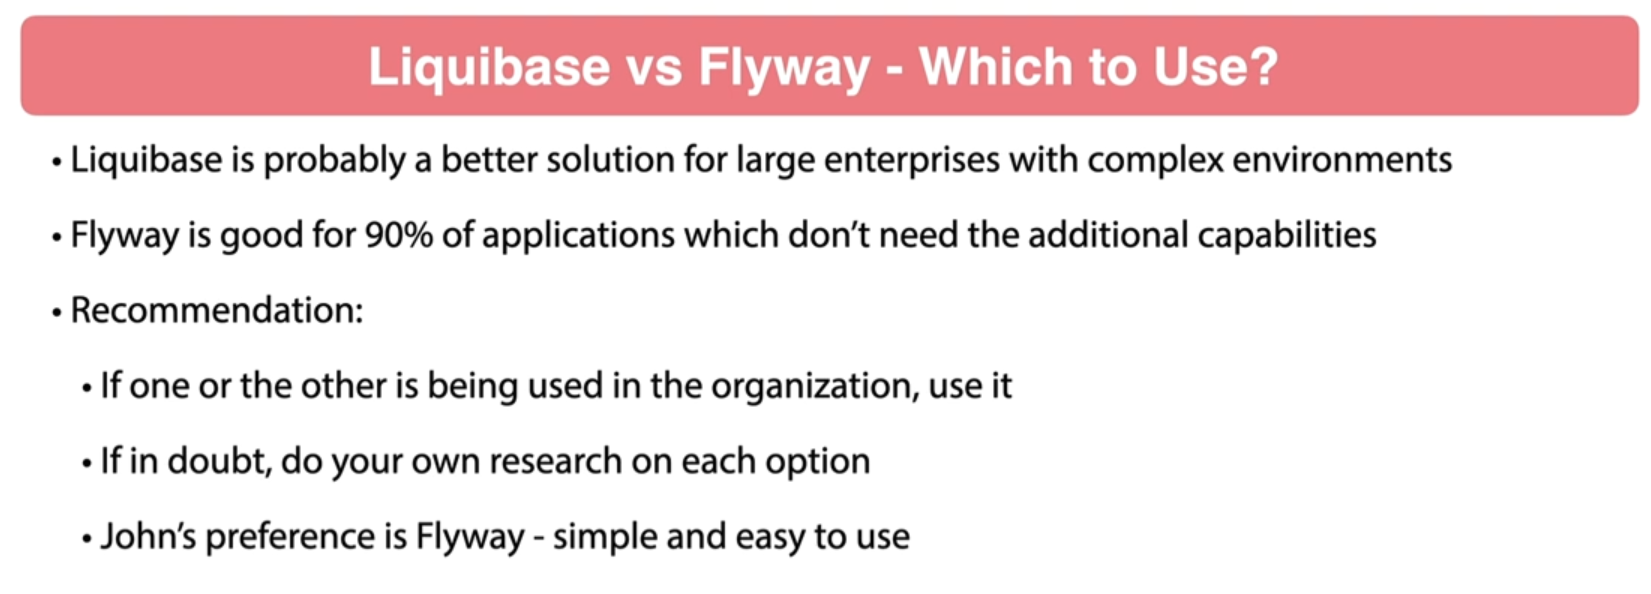 Liquibase vs Flyway - Which to Use?
• Liquibase is probably a better solution for large enterprises with complex environments
• Flyway is good for 90% of applications which don’t need the additional capabilities
• Recommendation:
• If one or the other is being used in the organization, use it
• If in doubt, do your own research on each option
• John’s preference is Flyway - simple and easy to use